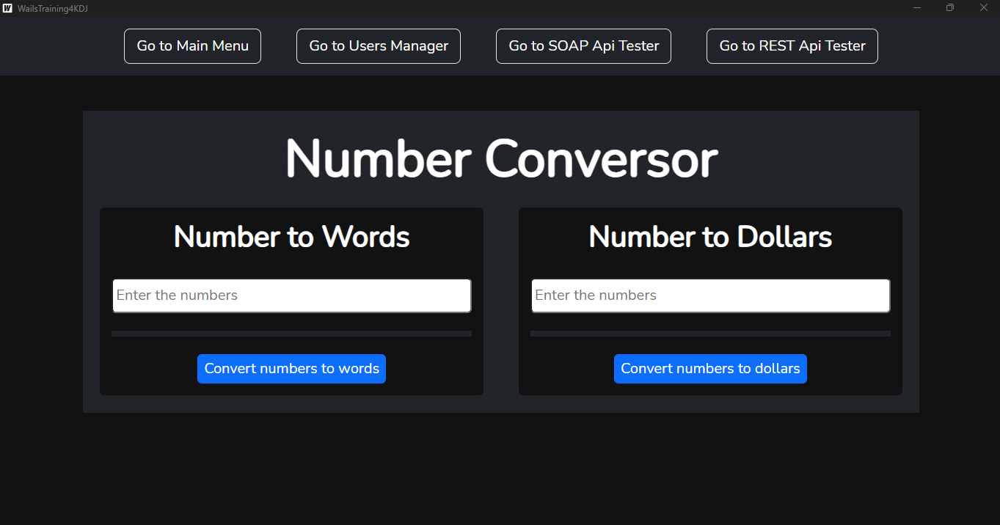 WailsTraining4KDJ
Go to Main Menu
Go to Users Manager
Go to SOAP Api Tester
Go to REST Api Tester
Number Conversor
Number to Words
Enter the numbers
Convert numbers to words
Number to Dollars
Enter the numbers
Convert numbers to dollars